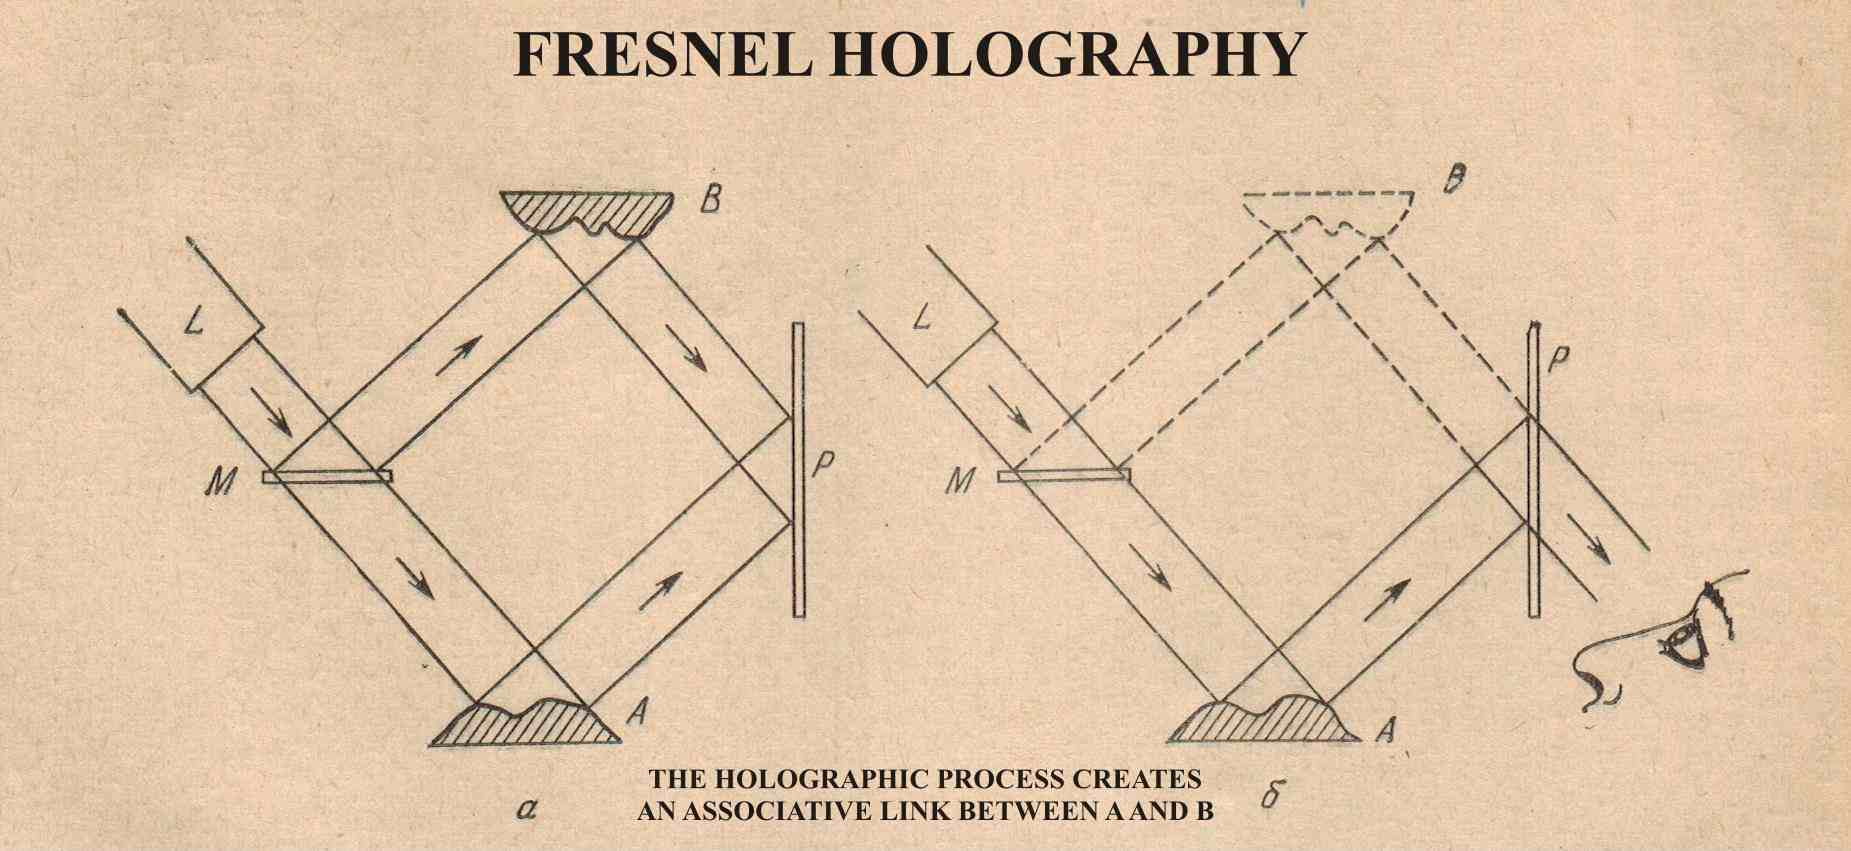 FRESNEL HOLOGRAPHY
B
L
M
P
A
а
B
L
P
M
A
б
THE HOLOGRAPHIC PROCESS CREATES
AN ASSOCIATIVE LINK BETWEEN A AND B